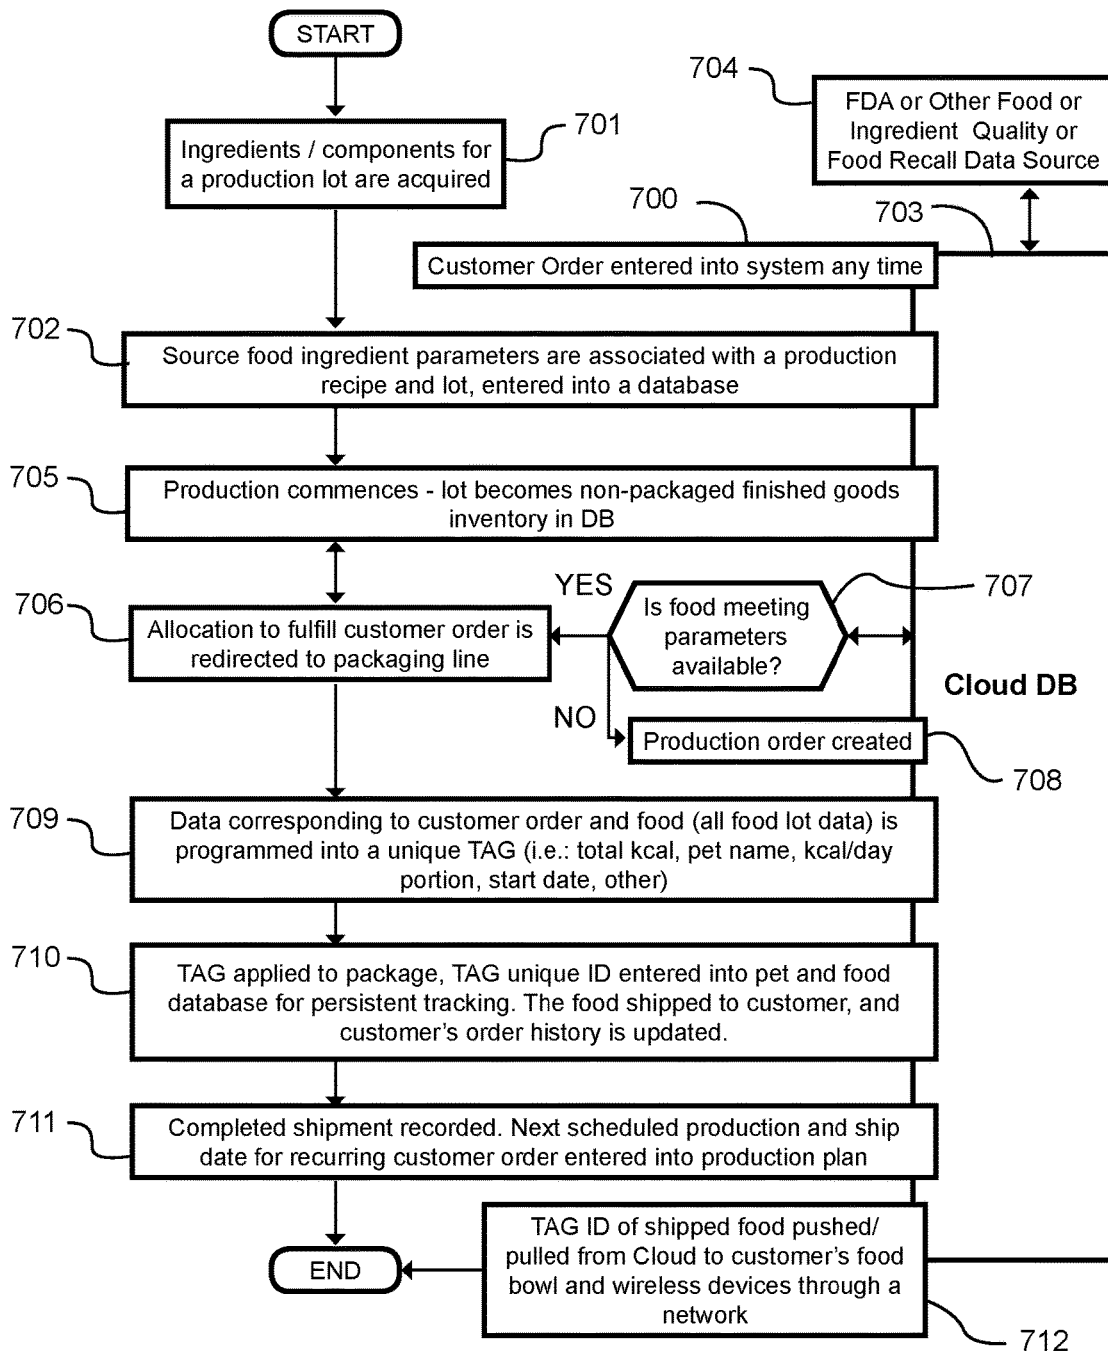 START
704
FDA or Other Food or
Ingredient Quality or
Food Recall Data Source
701
Ingredients / components for
a production lot are acquired
700
703
Customer Order entered into system any time
702
Source food ingredient parameters are associated with a production
recipe and lot, entered into a database
705
Production commences - lot becomes non-packaged finished goods
inventory in DB
706
Allocation to fulfill customer order is
redirected to packaging line
YES
Is food meeting
parameters
available?
707
Cloud DB
NO
Production order created
708
709
Data corresponding to customer order and food (all food lot data) is
programmed into a unique TAG (i.e.: total kcal, pet name, kcal/day
portion, start date, other)
710
TAG applied to package, TAG unique ID entered into pet and food
database for persistent tracking. The food shipped to customer, and
customer's order history is updated.
711
Completed shipment recorded. Next scheduled production and ship
date for recurring customer order entered into production plan
END
TAG ID of shipped food pushed/
pulled from Cloud to customer's food
bowl and wireless devices through a
network
712